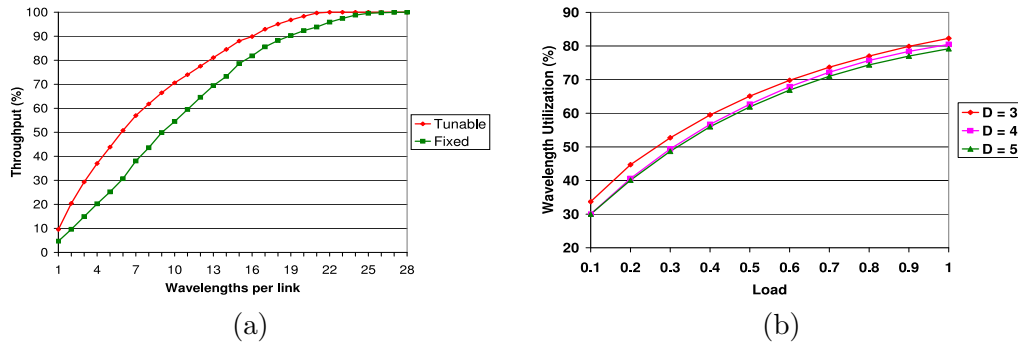 100
90
80
70
60
50
40
30
20
10
0
Throughput (%)
1 4 7 10 13 16 19 22 25 28
Wavelengths per link
Tunable
Fixed
(a)
90
80
70
60
50
40
30
20
Wavelength Utilization (%)
0.1 0.2 0.3 0.4 0.5 0.6 0.7 0.8 0.9 1
Load
D = 3
D = 4
D = 5
(b)